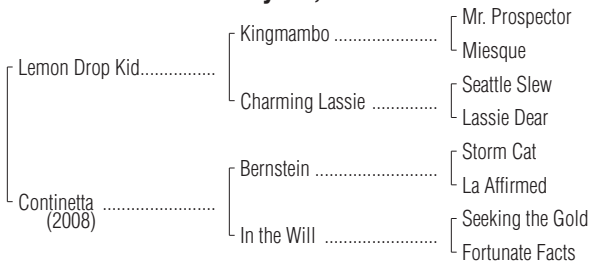 Mr. Prospector
Kingmambo ....................
Miesque
Lemon Drop Kid...............
Seattle Slew
Charming Lassie .............
Lassie Dear
Storm Cat
Bernstein ........................
La Affirmed
Continetta ......................
(2008)
Seeking the Gold
In the Will ......................
Fortunate Facts